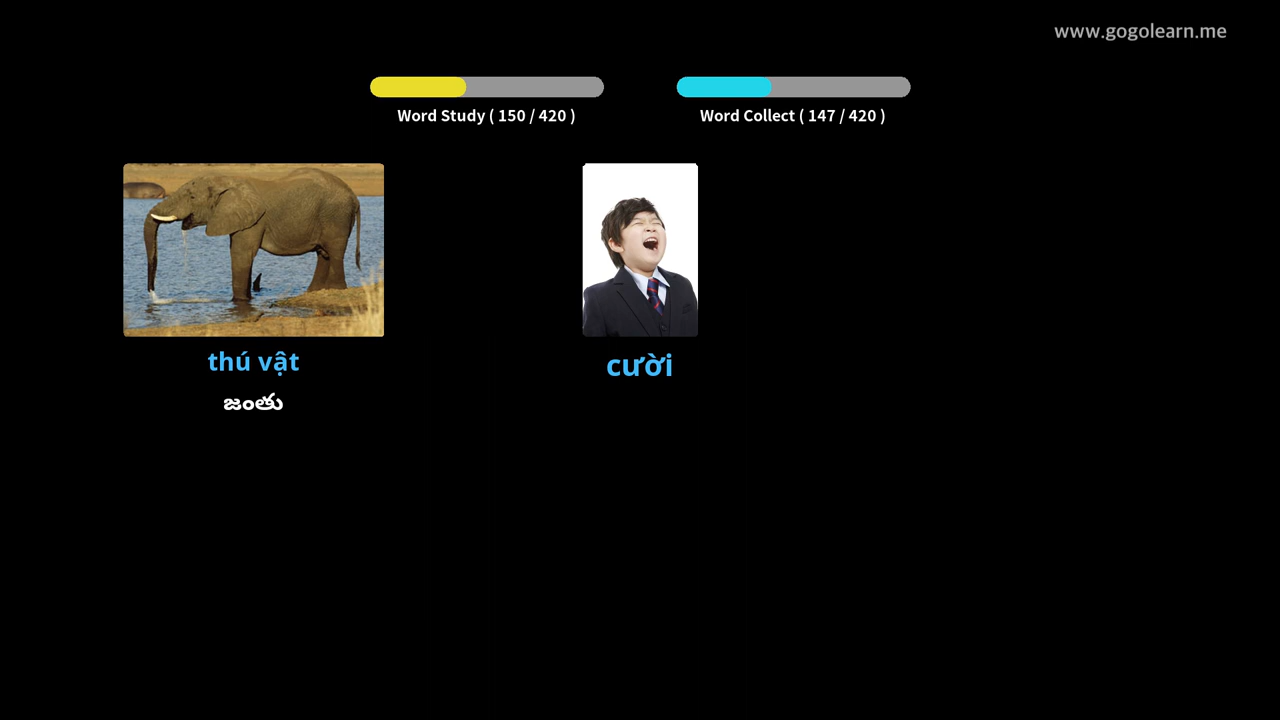 www.gogolearn.me
Word Study ( 150 / 420 )
Word Collect ( 147 / 420 )
thú vật
జంతు
cười